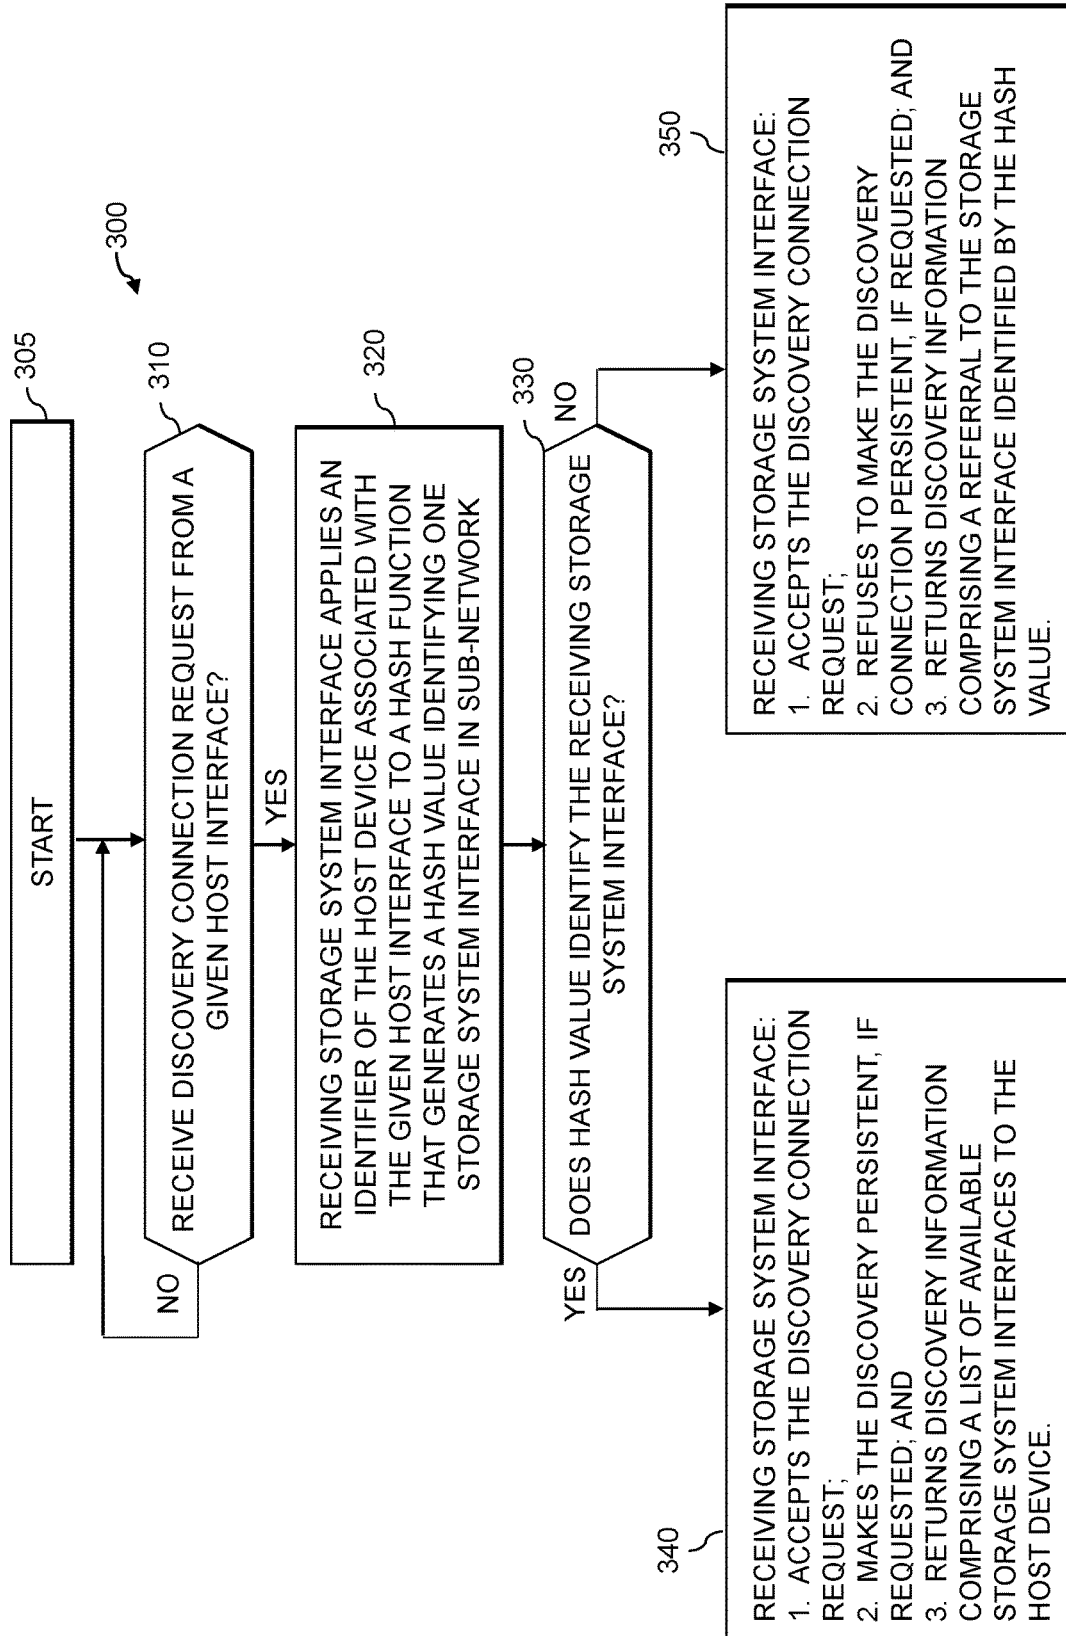 300
START
305
RECEIVE DISCOVERY CONNECTION REQUEST FROM A
GIVEN HOST INTERFACE?
310
NO
YES
RECEIVING STORAGE SYSTEM INTERFACE APPLIES AN
IDENTIFIER OF THE HOST DEVICE ASSOCIATED WITH
THE GIVEN HOST INTERFACE TO A HASH FUNCTION
THAT GENERATES A HASH VALUE IDENTIFYING ONE
STORAGE SYSTEM INTERFACE IN SUB-NETWORK
320
DOES HASH VALUE IDENTIFY THE RECEIVING STORAGE
SYSTEM INTERFACE?
330
YES
NO
340
RECEIVING STORAGE SYSTEM INTERFACE:
1. ACCEPTS THE DISCOVERY CONNECTION
REQUEST;
2. MAKES THE DISCOVERY PERSISTENT, IF
REQUESTED; AND
3. RETURNS DISCOVERY INFORMATION
COMPRISING A LIST OF AVAILABLE
STORAGE SYSTEM INTERFACES TO THE
HOST DEVICE.
350
RECEIVING STORAGE SYSTEM INTERFACE:
1. ACCEPTS THE DISCOVERY CONNECTION
REQUEST;
2. REFUSES TO MAKE THE DISCOVERY
CONNECTION PERSISTENT, IF REQUESTED; AND
3. RETURNS DISCOVERY INFORMATION
COMPRISING A REFERRAL TO THE STORAGE
SYSTEM INTERFACE IDENTIFIED BY THE HASH
VALUE.